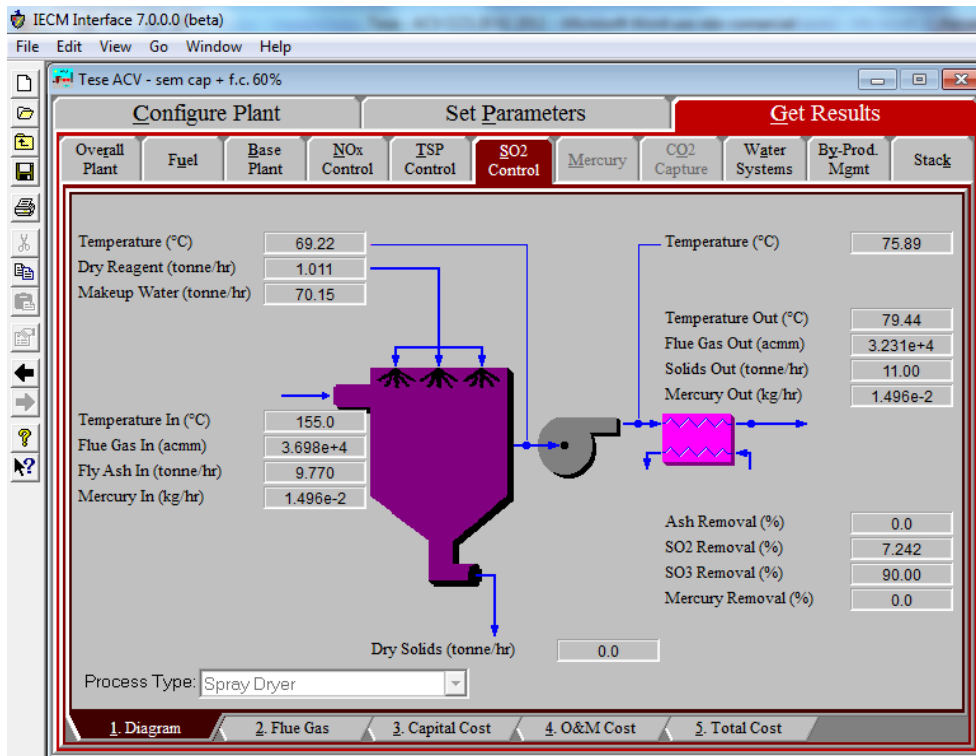 IECM Interface 7.0.0.0 (beta)
File Edit View Go Window Help
Tese ACV - sem cap + f.c. 60%
Configure Plant Set Parameters Get Results
Overall Plant Fuel Base Plant NOx Control TSP Control SO2 Control Mercury CO2 Capture Water Systems By-Prod. Mgmt Stack
Temperature (°C) 69.22 Temperature (°C) 75.89
Dry Reagent (tonne/hr) 1.011
Makeup Water (tonne/hr) 70.15
Temperature Out (°C) 79.44
Flue Gas Out (acmm) 3.231e+4
Solids Out (tonne/hr) 11.00
Mercury Out (kg/hr) 1.496e-2
Temperature In (°C) 155.0
Flue Gas In (acmm) 3.698e+4
Fly Ash In (tonne/hr) 9.770
Mercury In (kg/hr) 1.496e-2
Ash Removal (%) 0.0
SO2 Removal (%) 7.242
SO3 Removal (%) 90.00
Mercury Removal (%) 0.0
Dry Solids (tonne/hr) 0.0
Process Type: Spray Dryer
1. Diagram 2. Flue Gas 3. Capital Cost 4. O&M Cost 5. Total Cost